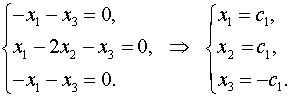 −x₁ − x₃ = 0,
x₁ − 2x₂ − x₃ = 0, ⇒
−x₁ − x₃ = 0.
x₁ = c₁,
x₂ = c₁,
x₃ = −c₁.